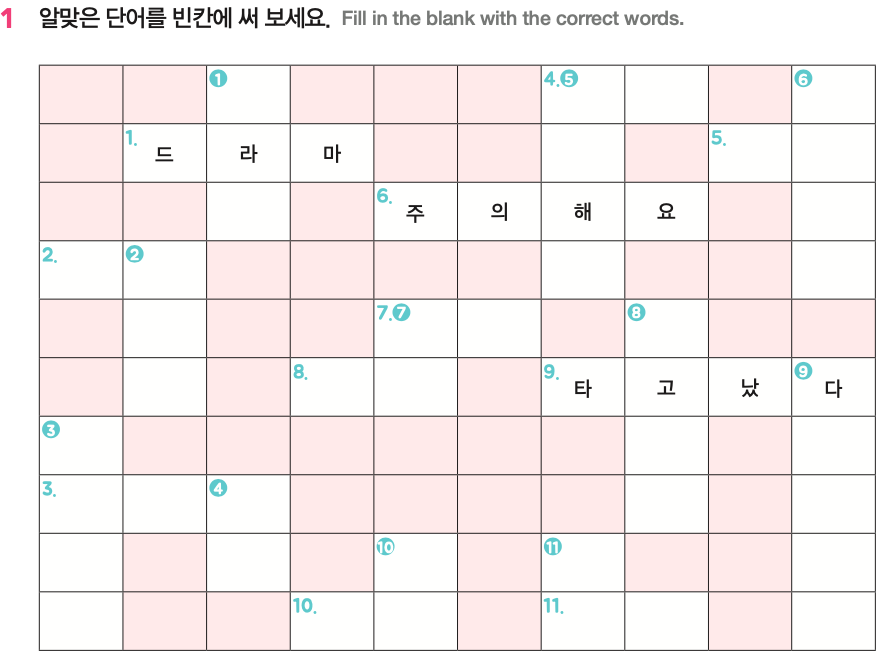 1 알맞은 단어를 빈칸에 써 보세요. Fill in the blank with the correct words.
❶ 4.❺ ❻
1. 드 라 마 5.
6. 주 의 해 요
2. ❷
7.❼ ❽
8. 9. 타 고 났 ❾ 다
❸
3. ❹
❿ ⓫
10. 11.